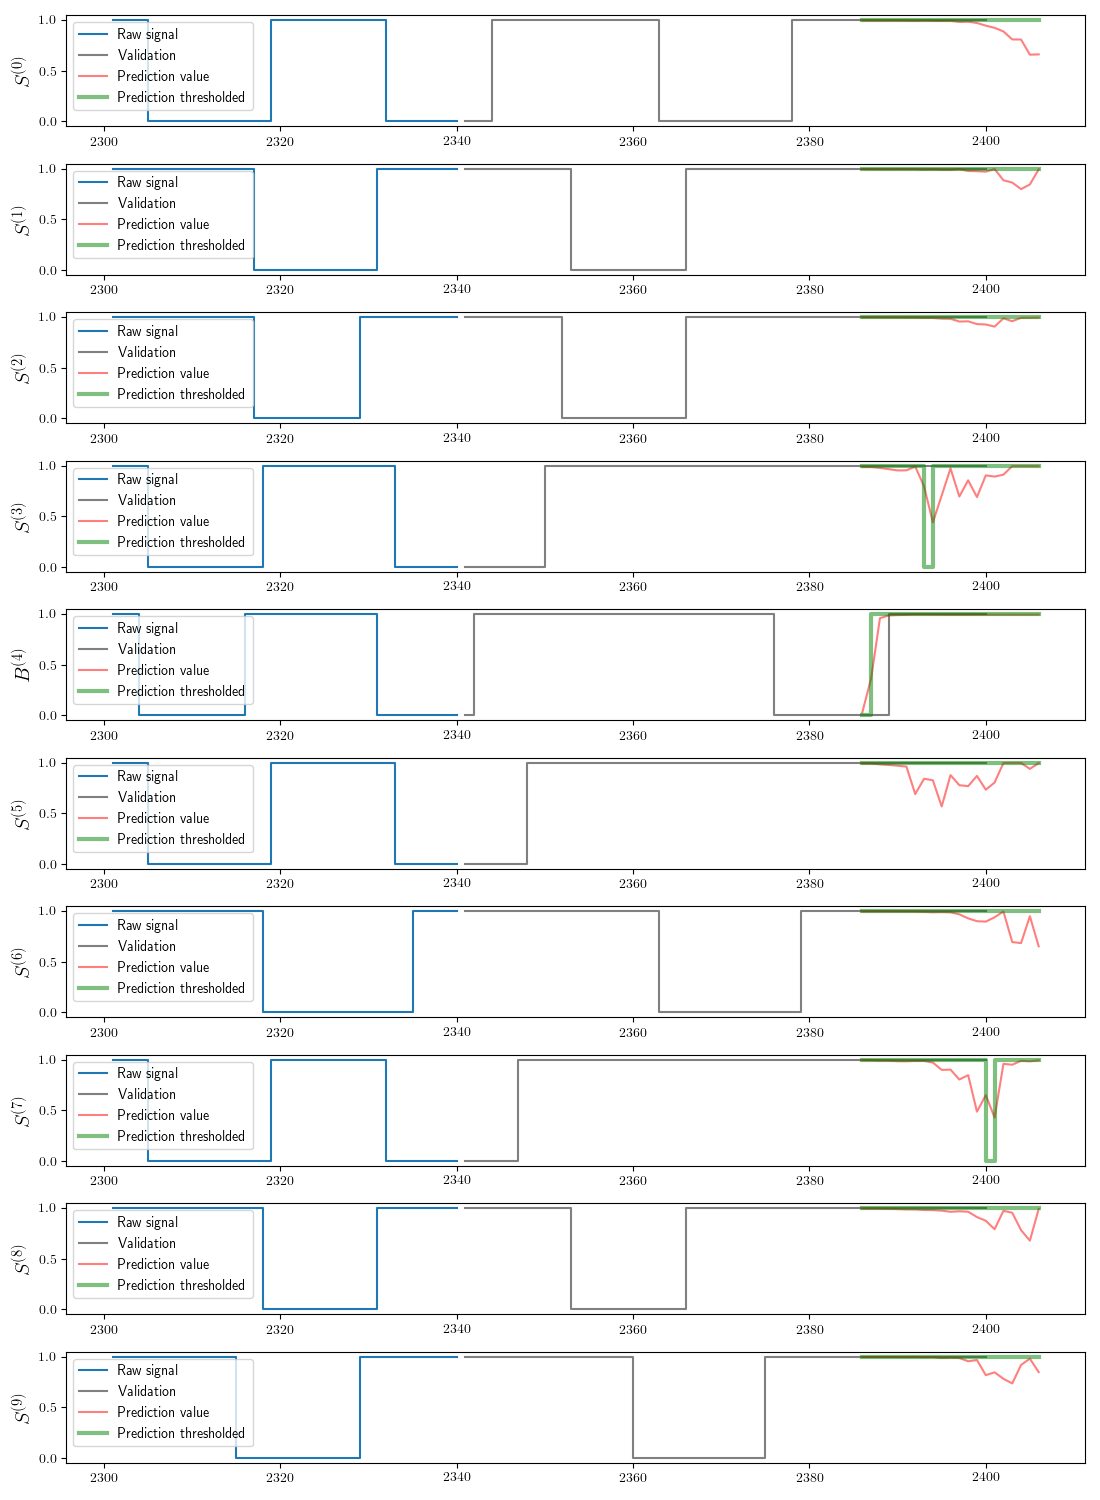 S^(0)
1.0
0.5
0.0
Raw signal
Validation
Prediction value
Prediction thresholded
2300 2320 2340 2360 2380 2400
S^(1)
1.0
0.5
0.0
Raw signal
Validation
Prediction value
Prediction thresholded
2300 2320 2340 2360 2380 2400
S^(2)
1.0
0.5
0.0
Raw signal
Validation
Prediction value
Prediction thresholded
2300 2320 2340 2360 2380 2400
S^(3)
1.0
0.5
0.0
Raw signal
Validation
Prediction value
Prediction thresholded
2300 2320 2340 2360 2380 2400
B^(4)
1.0
0.5
0.0
Raw signal
Validation
Prediction value
Prediction thresholded
2300 2320 2340 2360 2380 2400
S^(5)
1.0
0.5
0.0
Raw signal
Validation
Prediction value
Prediction thresholded
2300 2320 2340 2360 2380 2400
S^(6)
1.0
0.5
0.0
Raw signal
Validation
Prediction value
Prediction thresholded
2300 2320 2340 2360 2380 2400
S^(7)
1.0
0.5
0.0
Raw signal
Validation
Prediction value
Prediction thresholded
2300 2320 2340 2360 2380 2400
S^(8)
1.0
0.5
0.0
Raw signal
Validation
Prediction value
Prediction thresholded
2300 2320 2340 2360 2380 2400
S^(9)
1.0
0.5
0.0
Raw signal
Validation
Prediction value
Prediction thresholded
2300 2320 2340 2360 2380 2400